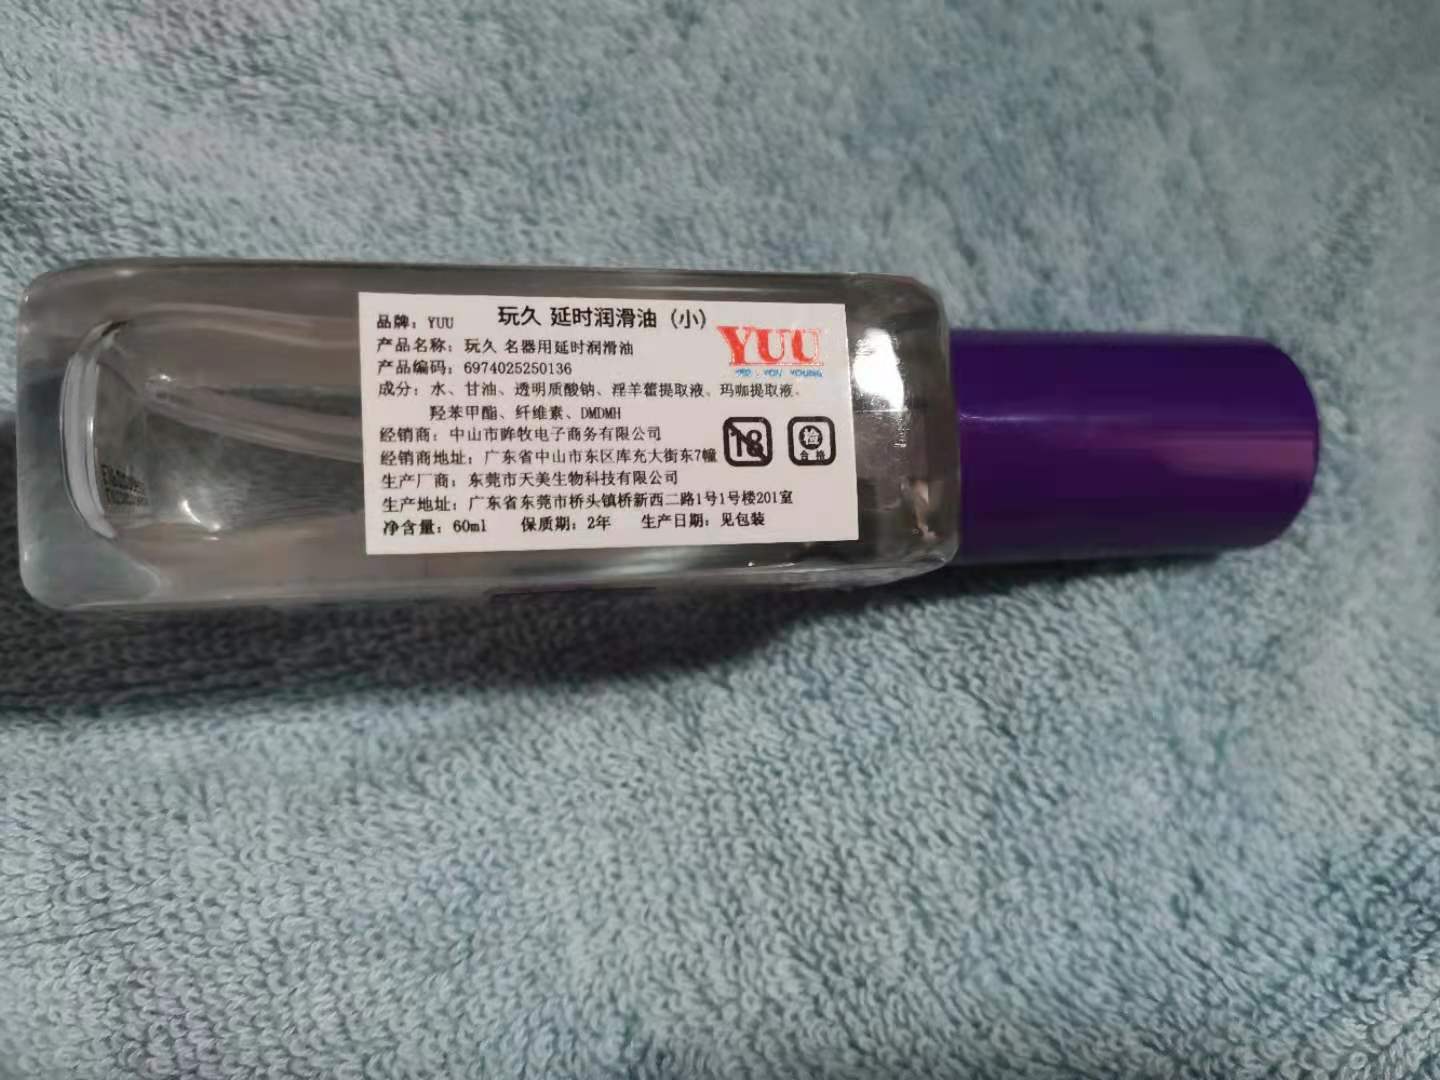 玩久 延时润滑油（小）
品牌：YUU
产品名称：玩久 名器用延时润滑油
产品编码：6974025250136
成分：水、甘油、透明质酸钠、淫羊藿提取液、玛咖提取液、
羟苯甲酯、纤维素、DMDMH
经销商：中山市眸牧电子商务有限公司
经销商地址：广东省中山市东区库充大街东7幢
生产厂商：东莞市天美生物科技有限公司
生产地址：广东省东莞市桥头镇桥新西二路1号1号楼201室
净含量：60ml 保质期：2年 生产日期：见包装
YUU
YOU YOUNG
18
检
合格